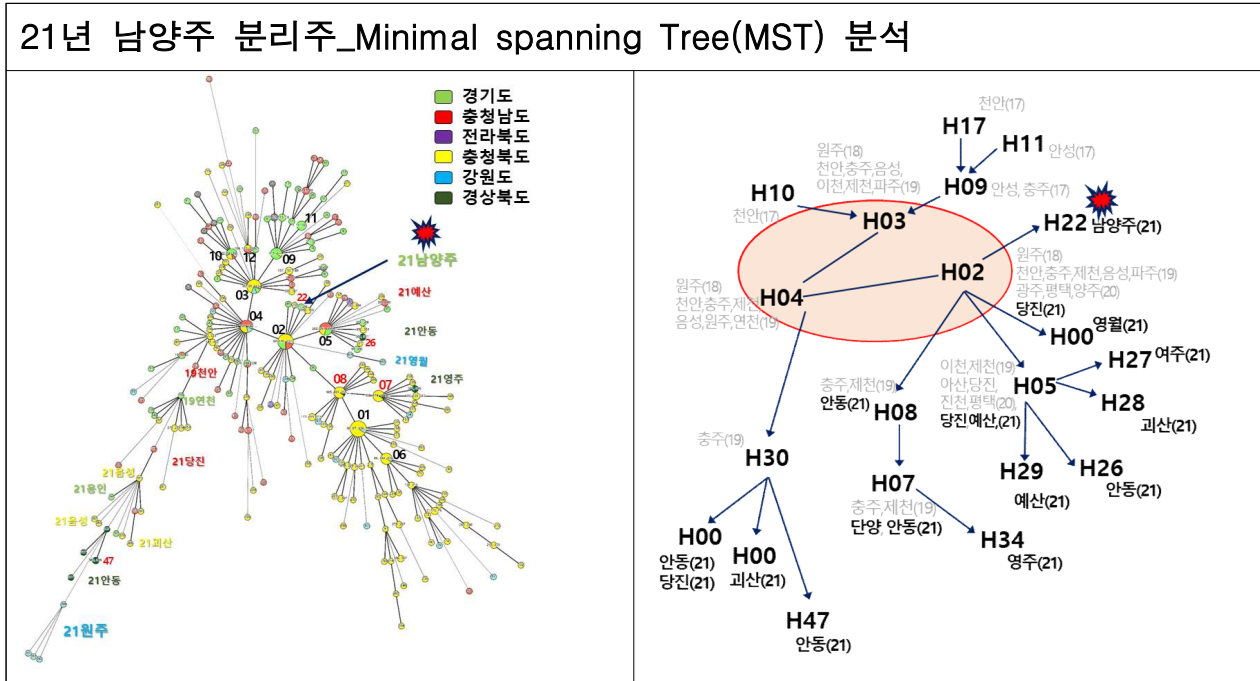 21년 남양주 분리주_Minimal spanning Tree(MST) 분석
경기도
충청남도
전라북도
충청북도
강원도
경상북도
11
10
12
09
03
21남양주
22
21예산
04
02
05
21안동
26
21영월
19천안
08
07
21영주
19연천
01
06
21당진
21음성
21용인
21음성
21괴산
47
21안동
21원주
천안(17)
H17
H11 안성(17)
원주(18)
천안,충주,음성,
이천,제천,파주(19)
H09 안성, 충주(17)
H10
천안(17)
H03
H22 남양주(21)
H02
원주(18)
천안,충주,제천,음성,파주(19)
광주,평택,양주(20)
당진(21)
원주(18)
천안,충주,제천
음성,원주,연천(19)
H04
영월(21)
H00
H27 여주(21)
이천,제천(19)
아산,당진,
진천,평택(20),
당진,예산,(21)
H05
H28
괴산(21)
충주,제천(19)
안동(21)
H08
충주(19)
H30
H29
예산(21)
H26
안동(21)
H07
충주,제천(19)
단양, 안동(21)
H34
영주(21)
H00
안동(21)
당진(21)
H00
괴산(21)
H47
안동(21)